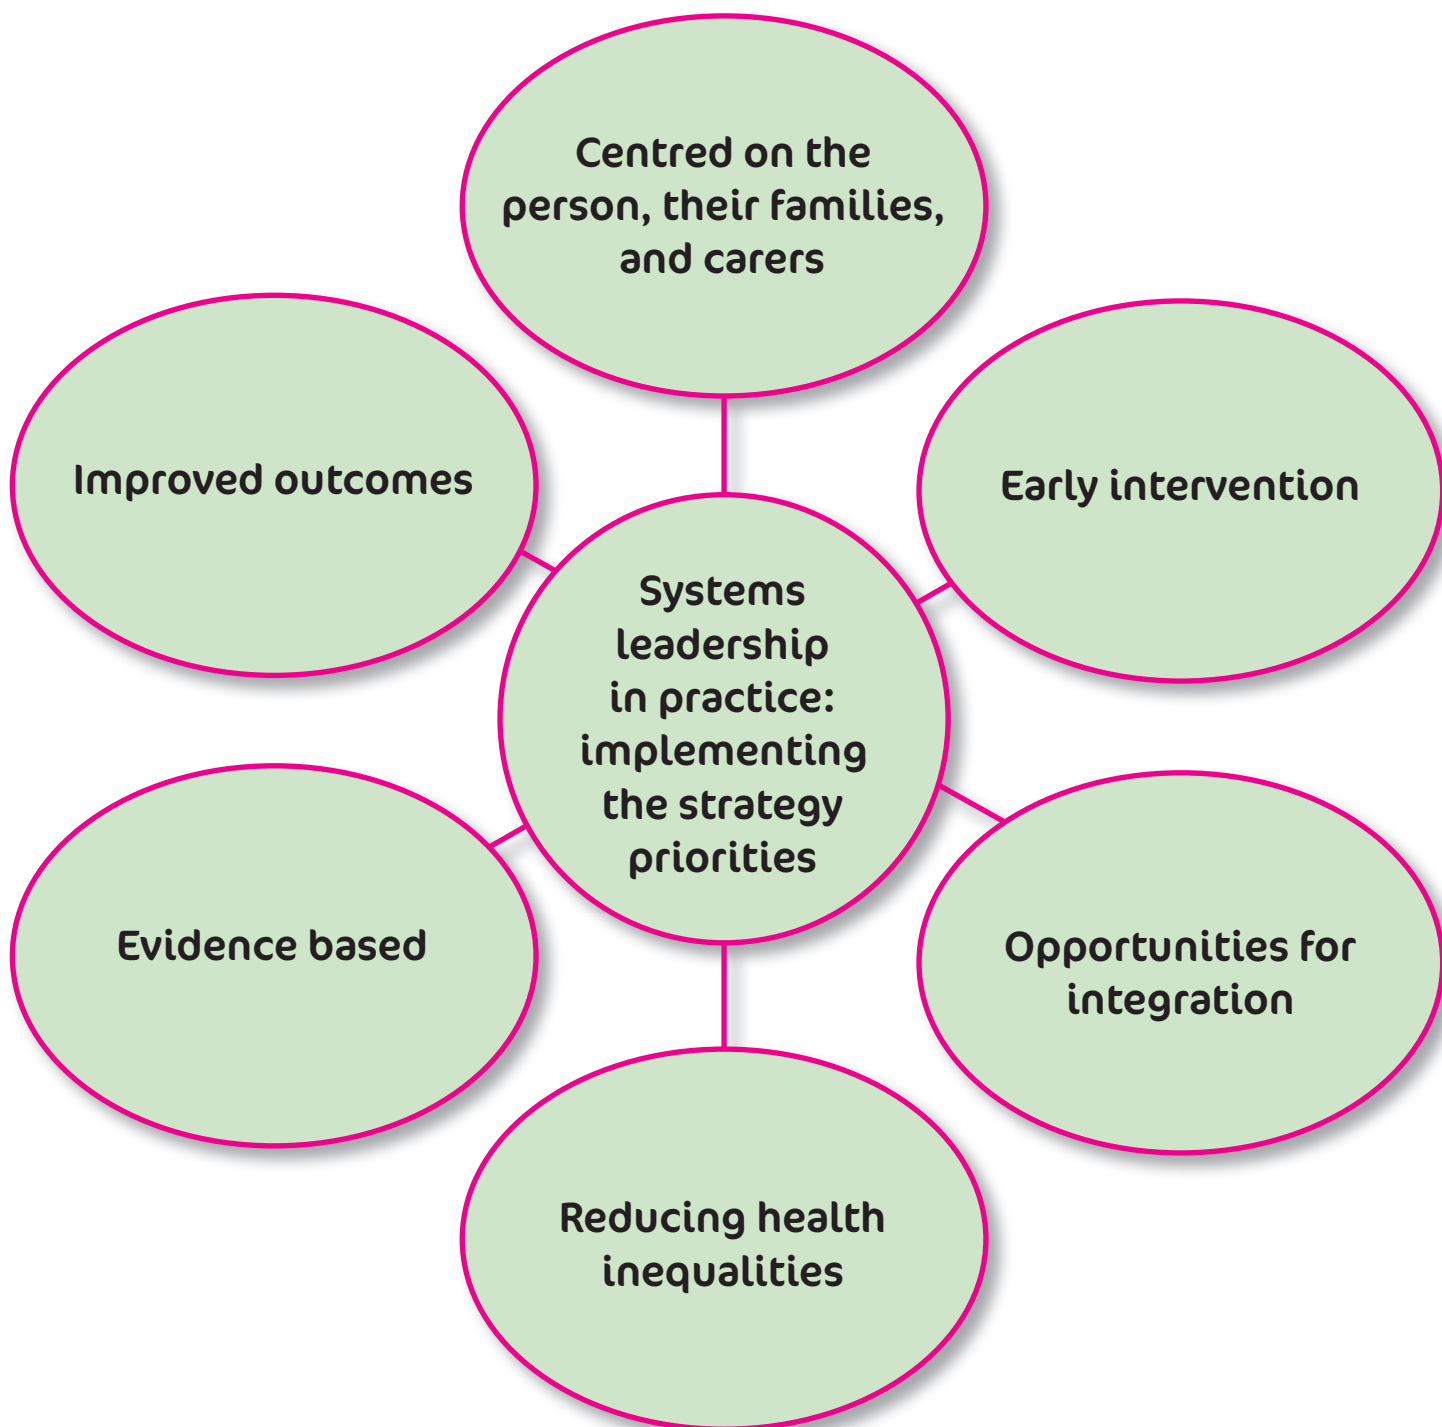 Centred on the
person, their families,
and carers
Improved outcomes
Early intervention
Systems
leadership
in practice:
implementing
the strategy
priorities
Evidence based
Opportunities for
integration
Reducing health
inequalities